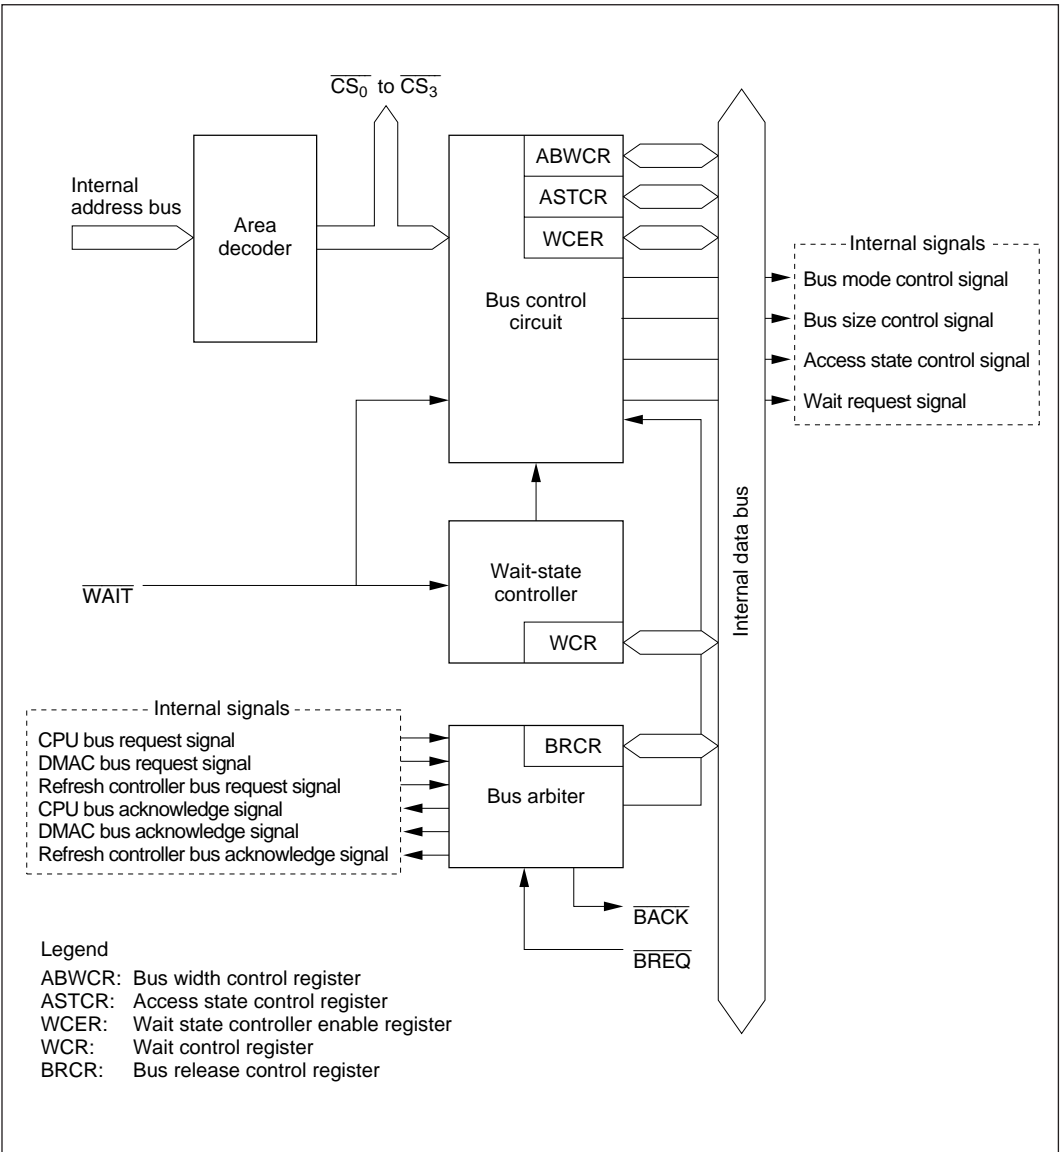 CS0 to CS3
Internal
address bus
Area
decoder
ABWCR
ASTCR
WCER
Bus control
circuit
Internal signals
Bus mode control signal
Bus size control signal
Access state control signal
Wait request signal
Internal data bus
WAIT
Wait-state
controller
WCR
Internal signals
CPU bus request signal
DMAC bus request signal
Refresh controller bus request signal
CPU bus acknowledge signal
DMAC bus acknowledge signal
Refresh controller bus acknowledge signal
BRCR
Bus arbiter
BACK
BREQ
Legend
ABWCR: Bus width control register
ASTCR: Access state control register
WCER: Wait state controller enable register
WCR: Wait control register
BRCR: Bus release control register